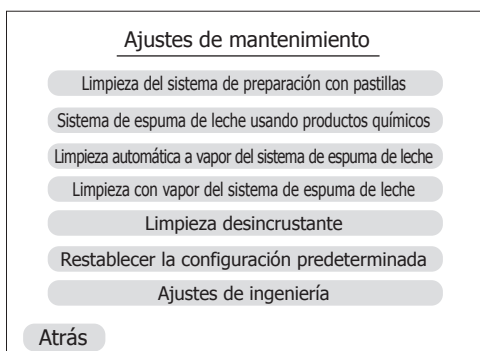 Ajustes de mantenimiento
Limpieza del sistema de preparación con pastillas
Sistema de espuma de leche usando productos químicos
Limpieza automática a vapor del sistema de espuma de leche
Limpieza con vapor del sistema de espuma de leche
Limpieza desincrustante
Restablecer la configuración predeterminada
Ajustes de ingeniería
Atrás